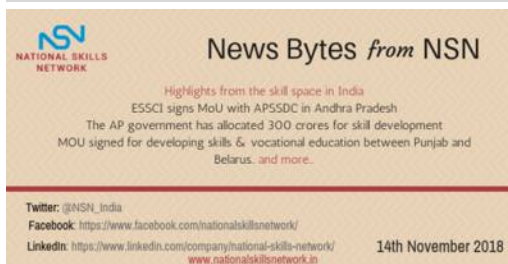 NATIONAL SKILLS
NETWORK
News Bytes from NSN
Highlights from the skill space in India
ESSCI signs MoU with APSSDC in Andhra Pradesh
The AP government has allocated 300 crores for skill development
MOU signed for developing skills & vocational education between Punjab and
Belarus. and more..
Twitter: @NSN_India
Facebook: https://www.facebook.com/nationalskillsnetwork/
LinkedIn: https://www.linkedin.com/company/national-skills-network/
www.nationalskillsnetwork.in
14th November 2018